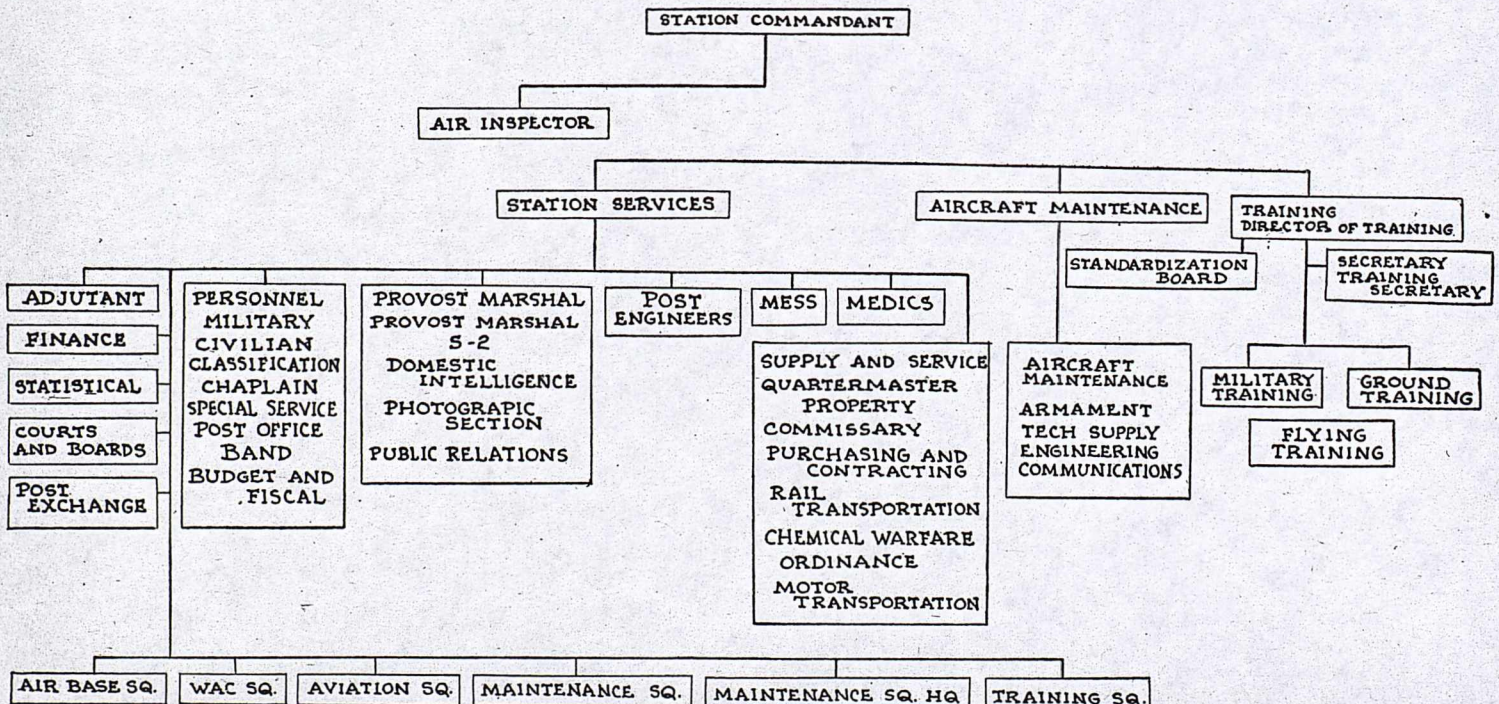 STATION COMMANDANT
AIR INSPECTOR
STATION SERVICES
AIRCRAFT MAINTENANCE
TRAINING
DIRECTOR OF TRAINING
STANDARDIZATION
BOARD
SECRETARY
TRAINING
SECRETARY
ADJUTANT
FINANCE
STATISTICAL
COURTS
AND BOARDS
POST
EXCHANGE
PERSONNEL
MILITARY
CIVILIAN
CLASSIFICATION
CHAPLAIN
SPECIAL SERVICE
POST OFFICE
BAND
BUDGET AND
FISCAL
PROVOST MARSHAL
PROVOST MARSHAL
S-2
DOMESTIC
INTELLIGENCE
PHOTOGRAPIC
SECTION
PUBLIC RELATIONS
POST
ENGINEERS
MESS
MEDICS
SUPPLY AND SERVICE
QUARTERMASTER
PROPERTY
COMMISSARY
PURCHASING AND
CONTRACTING
RAIL
TRANSPORTATION
CHEMICAL WARFARE
ORDINANCE
MOTOR
TRANSPORTATION
AIRCRAFT
MAINTENANCE
ARMAMENT
TECH SUPPLY
ENGINEERING
COMMUNICATIONS
MILITARY
TRAINING
GROUND
TRAINING
FLYING
TRAINING
AIR BASE SQ.
WAC SQ.
AVIATION SQ.
MAINTENANCE SQ.
MAINTENANCE SQ. HQ
TRAINING SQ.